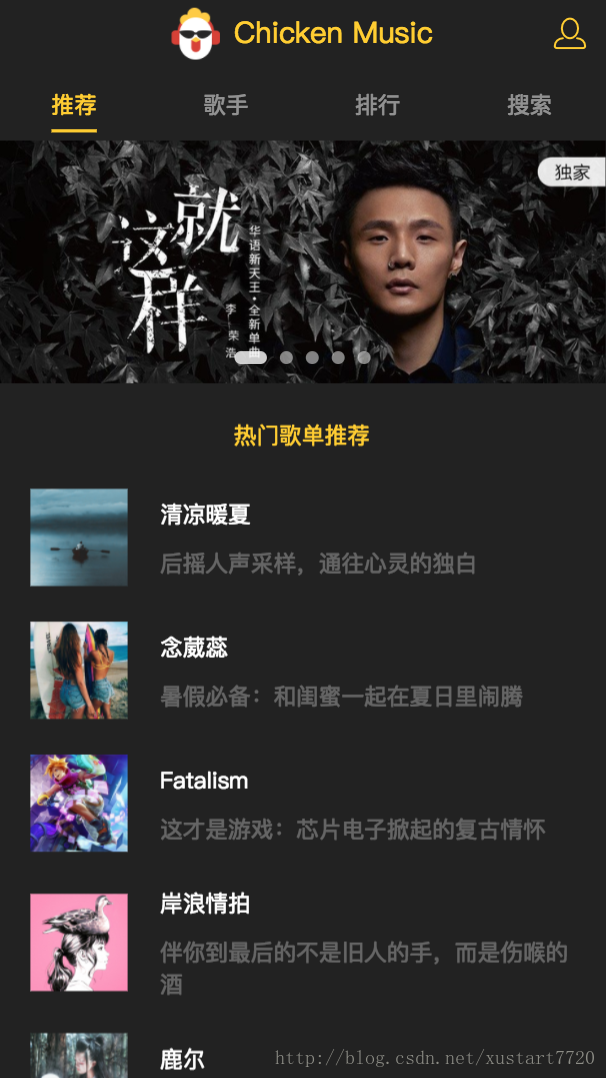 Chicken Music
推荐 歌手 排行 搜索
独家
就
这
样
华语新天王·全新单曲
李—荣浩
热门歌单推荐
清凉暖夏
后摇人声采样，通往心灵的独白
念葳蕊
暑假必备：和闺蜜一起在夏日里闹腾
Fatalism
这才是游戏：芯片电子掀起的复古情怀
岸浪情拍
伴你到最后的不是旧人的手，而是伤喉的
酒
鹿尔
http://blog.csdn.net/xustart7720